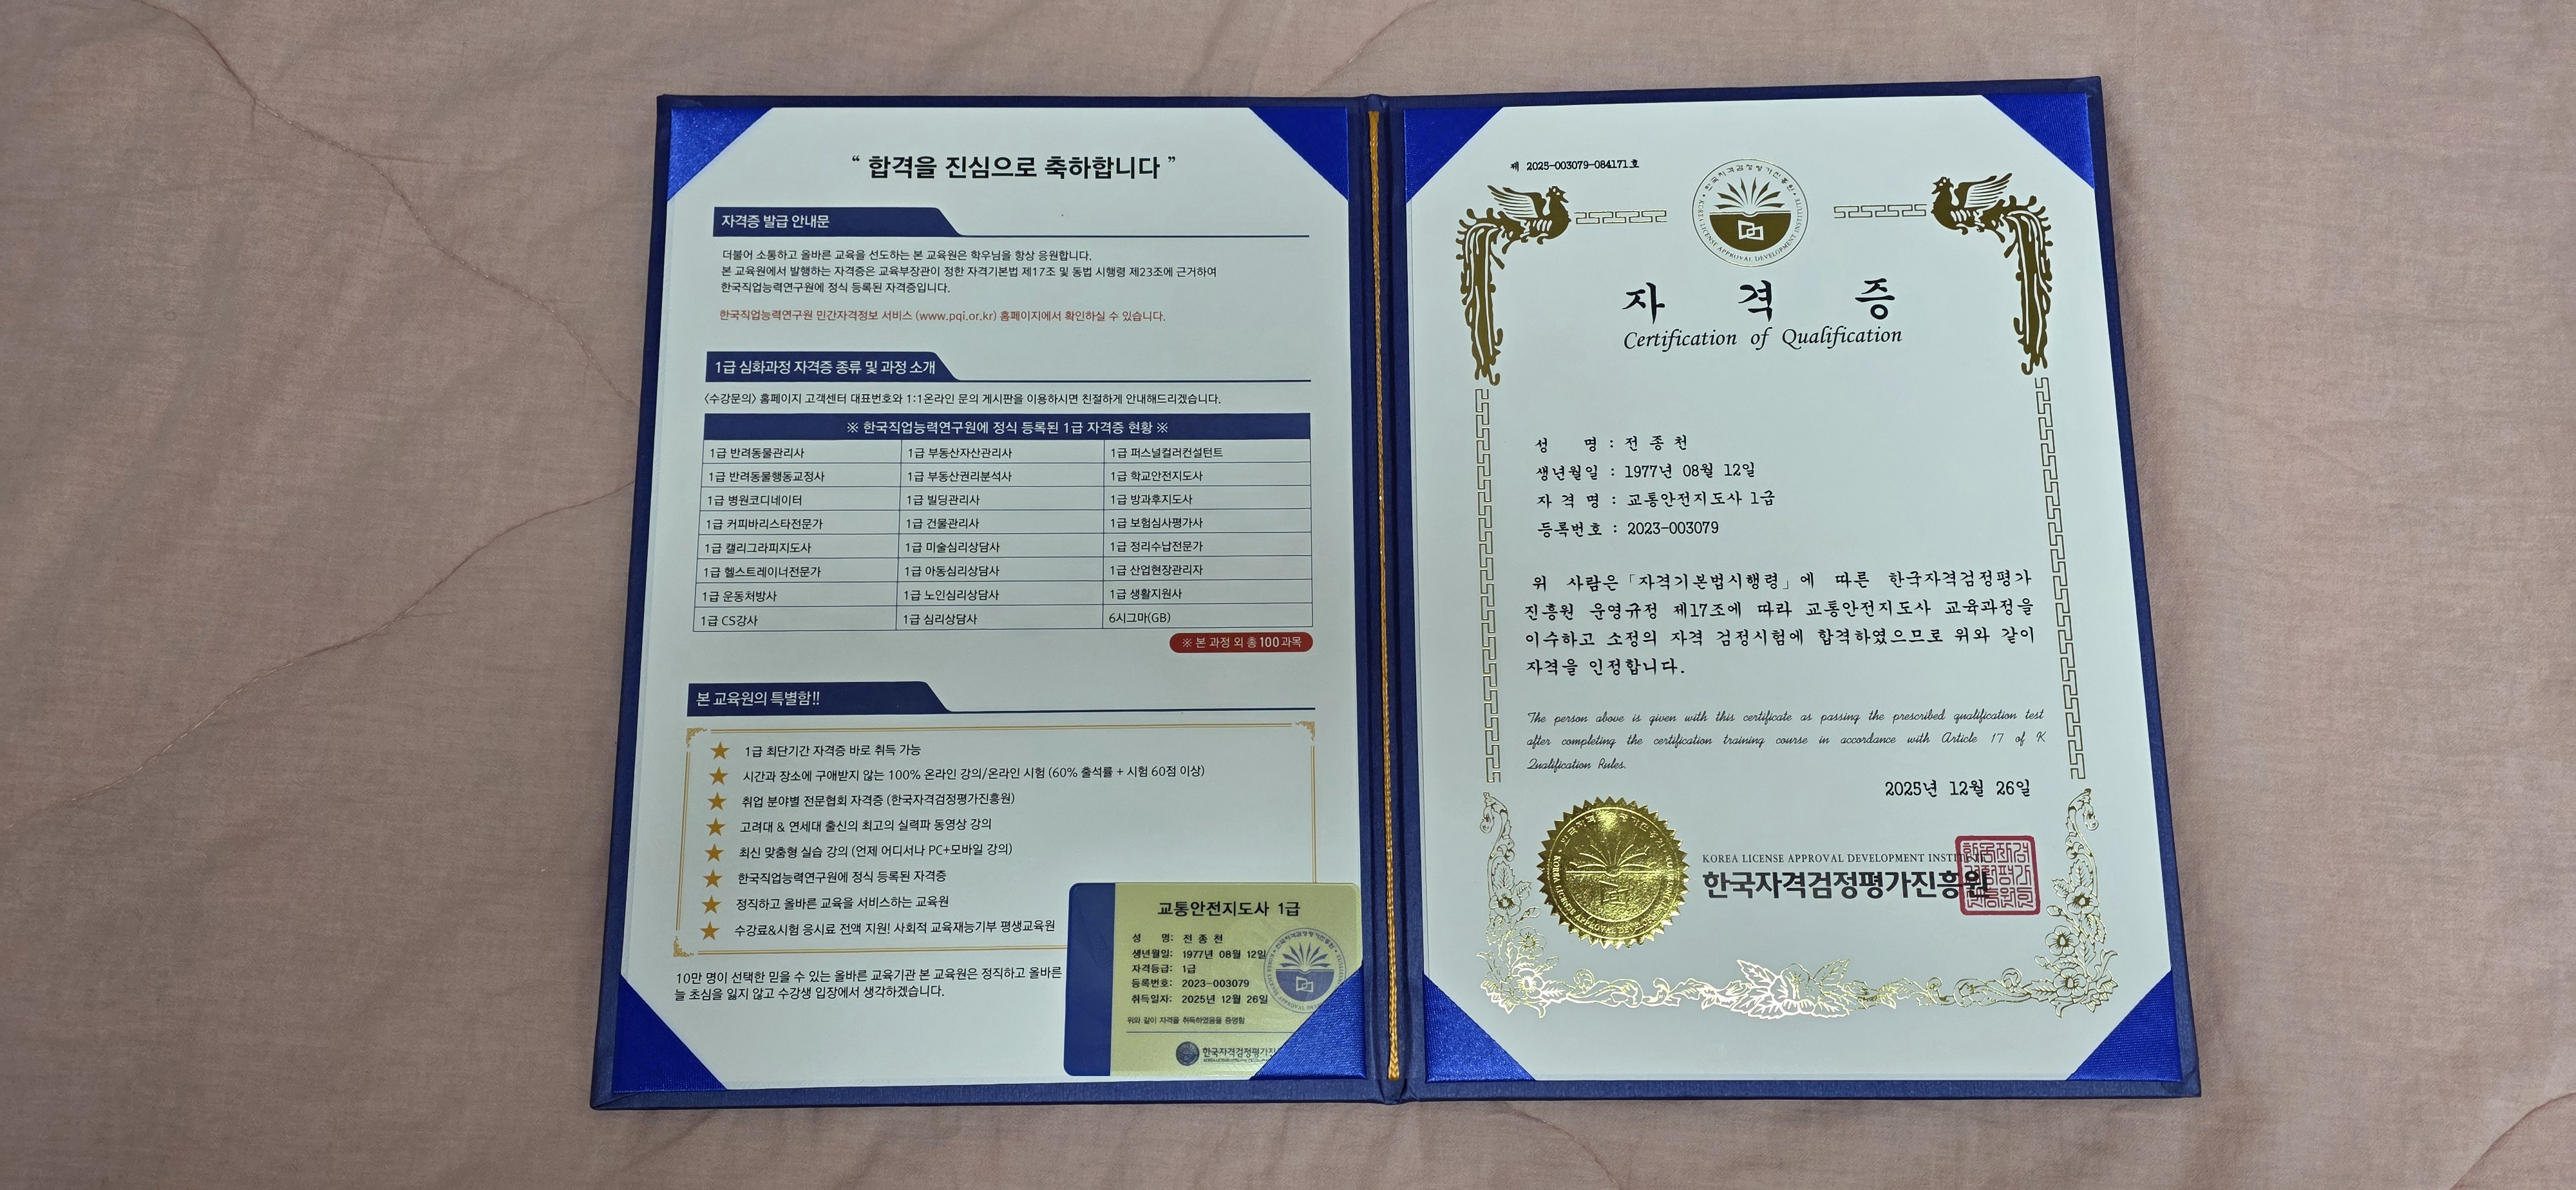 “ 합격을 진심으로 축하합니다 ”
자격증 발급 안내문
더불어 소통하고 올바른 교육을 선도하는 본 교육원은 학우님을 항상 응원합니다.
본 교육원에서 발행하는 자격증은 교육부장관이 정한 자격기본법 제17조 및 동법 시행령 제23조에 근거하여
한국직업능력연구원에 정식 등록된 자격증입니다.
한국직업능력연구원 민간자격정보 서비스 (www.pqi.or.kr) 홈페이지에서 확인하실 수 있습니다.
1급 심화과정 자격증 종류 및 과정 소개
<수강문의> 홈페이지 고객센터 대표번호와 1:1온라인 문의 게시판을 이용하시면 친절하게 안내해드리겠습니다.
※ 한국직업능력연구원에 정식 등록된 1급 자격증 현황 ※
1급 반려동물관리사 1급 부동산자산관리사 1급 퍼스널컬러컨설턴트
1급 반려동물행동교정사 1급 부동산권리분석사 1급 학교안전지도사
1급 병원코디네이터 1급 빌딩관리사 1급 방과후지도사
1급 커피바리스타전문가 1급 건물관리사 1급 보험심사평가사
1급 캘리그라피지도사 1급 미술심리상담사 1급 정리수납전문가
1급 헬스트레이너전문가 1급 아동심리상담사 1급 산업현장관리자
1급 운동처방사 1급 노인심리상담사 1급 생활지원사
1급 CS강사 1급 심리상담사 6시그마(GB)
※ 본 과정 외 총 100과목
본 교육원의 특별함!!
1급 최단기간 자격증 바로 취득 가능
시간과 장소에 구애받지 않는 100% 온라인 강의/온라인 시험 (60% 출석률 + 시험 60점 이상)
취업 분야별 전문협회 자격증 (한국자격검정평가진흥원)
고려대 & 연세대 출신의 최고의 실력파 동영상 강의
최신 맞춤형 실습 강의 (언제 어디서나 PC+모바일 강의)
한국직업능력연구원에 정식 등록된 자격증
정직하고 올바른 교육을 서비스하는 교육원
수강료&시험 응시료 전액 지원! 사회적 교육재능기부 평생교육원
10만 명이 선택한 믿을 수 있는 올바른 교육기관 본 교육원은 정직하고 올바른
늘 초심을 잃지 않고 수강생 입장에서 생각하겠습니다.
교통안전지도사 1급
성 명: 전 종 천
생년월일: 1977년 08월 12일
자격등급: 1급
등록번호: 2023-003079
취득일자: 2025년 12월 26일
위와 같이 자격을 취득하였음을 증명함
한국자격검정평가진
제 2025-003079-084171호
한국자격검정평가진흥원
KOREA LICENSE APPROVAL DEVELOPMENT INSTITUTE
자 격 증
Certification of Qualification
성 명 : 전 종 천
생년월일 : 1977년 08월 12일
자 격 명 : 교통안전지도사 1급
등록번호 : 2023-003079
위 사람은「자격기본법시행령」에 따른 한국자격검정평가
진흥원 운영규정 제17조에 따라 교통안전지도사 교육과정을
이수하고 소정의 자격 검정시험에 합격하였으므로 위와 같이
자격을 인정합니다.
The person above is given with this certificate as passing the prescribed qualification test
after completing the certification training course in accordance with Article 17 of K
Qualification Rules.
2025년 12월 26일
KOREA LICENSE APPROVAL DEVELOPMENT INSTITUTE
한국자격검정평가진흥원